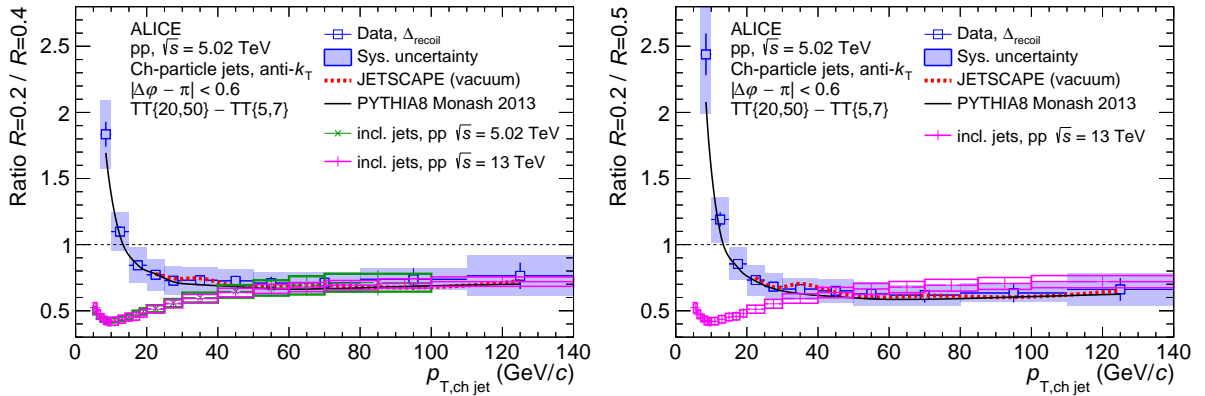 Ratio R=0.2 / R=0.4
2.5
2
1.5
1
0.5
ALICE
pp, √s = 5.02 TeV
Ch-particle jets, anti-k_T
|Δφ − π| < 0.6
TT{20,50} − TT{5,7}
Data, Δ_recoil
Sys. uncertainty
JETSCAPE (vacuum)
PYTHIA8 Monash 2013
incl. jets, pp √s = 5.02 TeV
incl. jets, pp √s = 13 TeV
0 20 40 60 80 100 120 140
p_T,ch jet (GeV/c)
Ratio R=0.2 / R=0.5
2.5
2
1.5
1
0.5
ALICE
pp, √s = 5.02 TeV
Ch-particle jets, anti-k_T
|Δφ − π| < 0.6
TT{20,50} − TT{5,7}
Data, Δ_recoil
Sys. uncertainty
JETSCAPE (vacuum)
PYTHIA8 Monash 2013
incl. jets, pp √s = 13 TeV
0 20 40 60 80 100 120 140
p_T,ch jet (GeV/c)